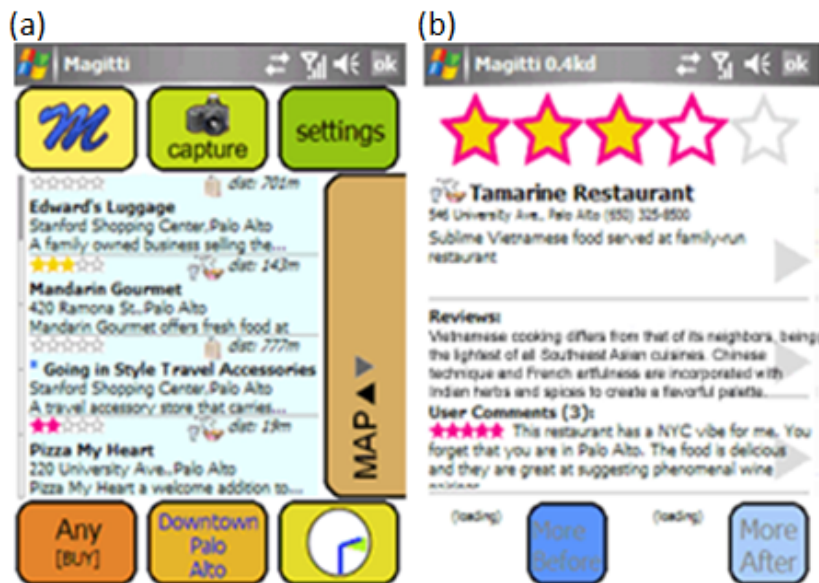 (a)
Magitti
ok
M
capture
settings
dist: 701m
Edward's Luggage
Stanford Shopping Center,Palo Alto
A family owned business selling the...
dist: 143m
Mandarin Gourmet
420 Ramona St.,Palo Alto
Mandarin Gourmet offers fresh food at
dist: 777m
* Going in Style Travel Accessories
Stanford Shopping Center,Palo Alto
A travel accessory store that carries...
dist: 19m
Pizza My Heart
220 University Ave.,Palo Alto
Pizza My Heart a welcome addition to...
MAP
Any
[BUY]
Downtown
Palo
Alto
(b)
Magitti 0.4kd
ok
Tamarine Restaurant
546 University Ave., Palo Alto (650) 325-8500
Sublime Vietnamese food served at family-run
restaurant
Reviews:
Vietnamese cooking differs from that of its neighbors, being
the lightest of all Southeast Asian cuisines. Chinese
technique and French artfulness are incorporated with
Indian herbs and spices to create a flavorful palette.
User Comments (3):
This restaurant has a NYC vibe for me. You
forget that you are in Palo Alto. The food is delicious
and they are great at suggesting phenomenal wine
(loading)
More
Before
(loading)
More
After